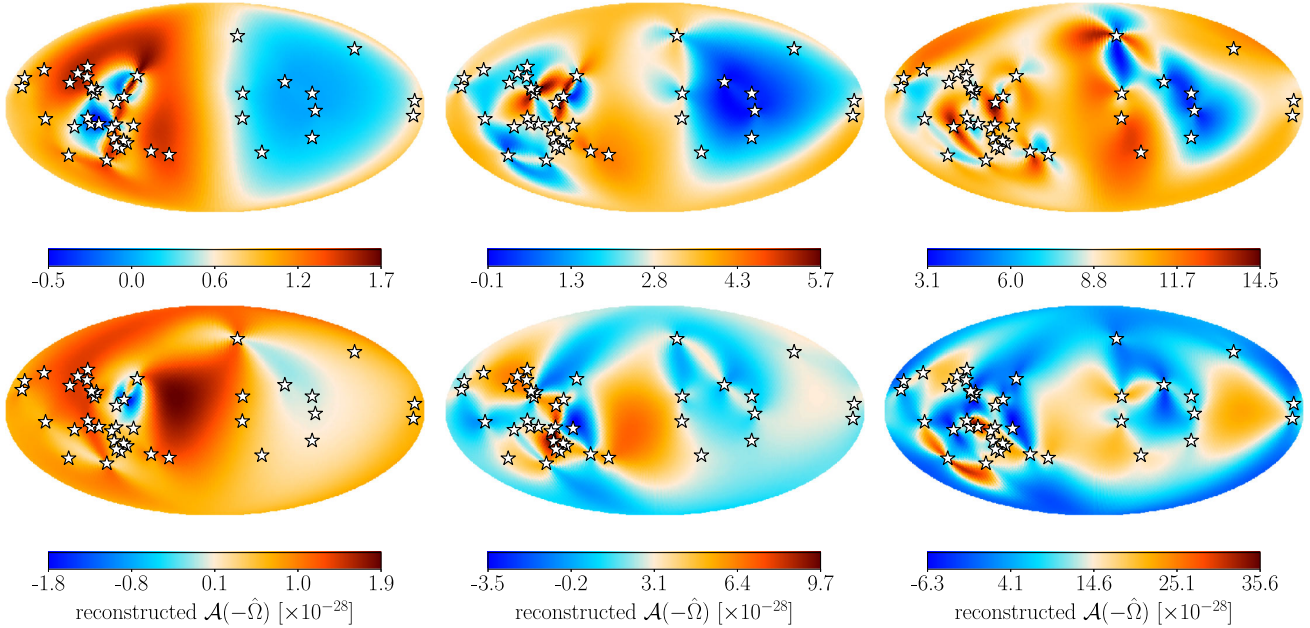 -0.5 0.0 0.6 1.2 1.7
-0.1 1.3 2.8 4.3 5.7
3.1 6.0 8.8 11.7 14.5
-1.8 -0.8 0.1 1.0 1.9
reconstructed 𝒜(−Ω̂) [×10⁻²⁸]
-3.5 -0.2 3.1 6.4 9.7
reconstructed 𝒜(−Ω̂) [×10⁻²⁸]
-6.3 4.1 14.6 25.1 35.6
reconstructed 𝒜(−Ω̂) [×10⁻²⁸]